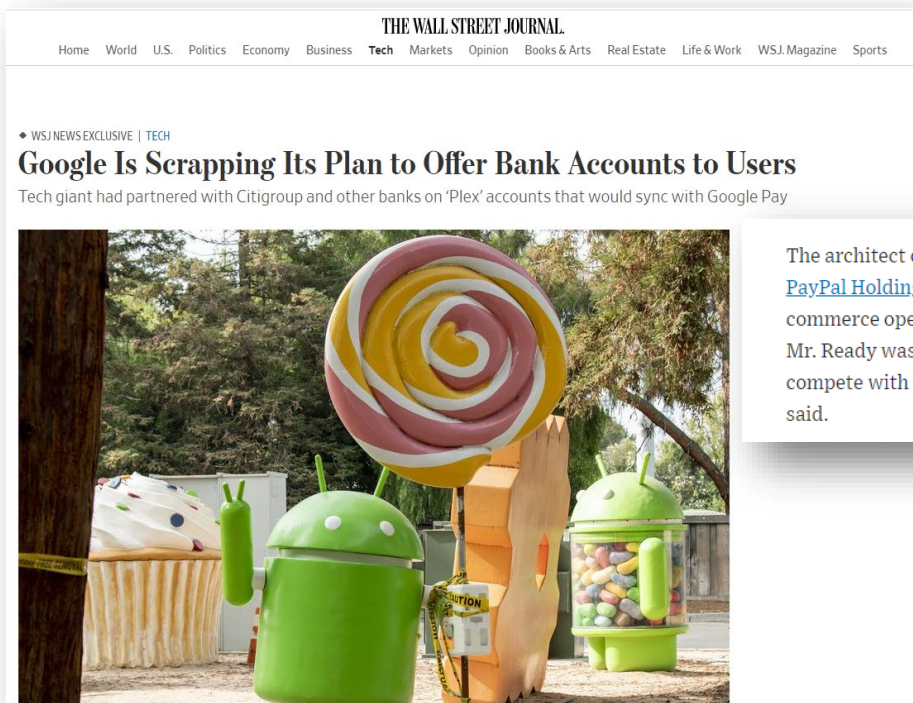 THE WALL STREET JOURNAL.
Home World U.S. Politics Economy Business Tech Markets Opinion Books & Arts Real Estate Life & Work WSJ. Magazine Sports
WSJ NEWS EXCLUSIVE | TECH
Google Is Scrapping Its Plan to Offer Bank Accounts to Users
Tech giant had partnered with Citigroup and other banks on ‘Plex’ accounts that would sync with Google Pay
The architect
PayPal Holdin
commerce ope
Mr. Ready was
compete with
said.
CAUTION